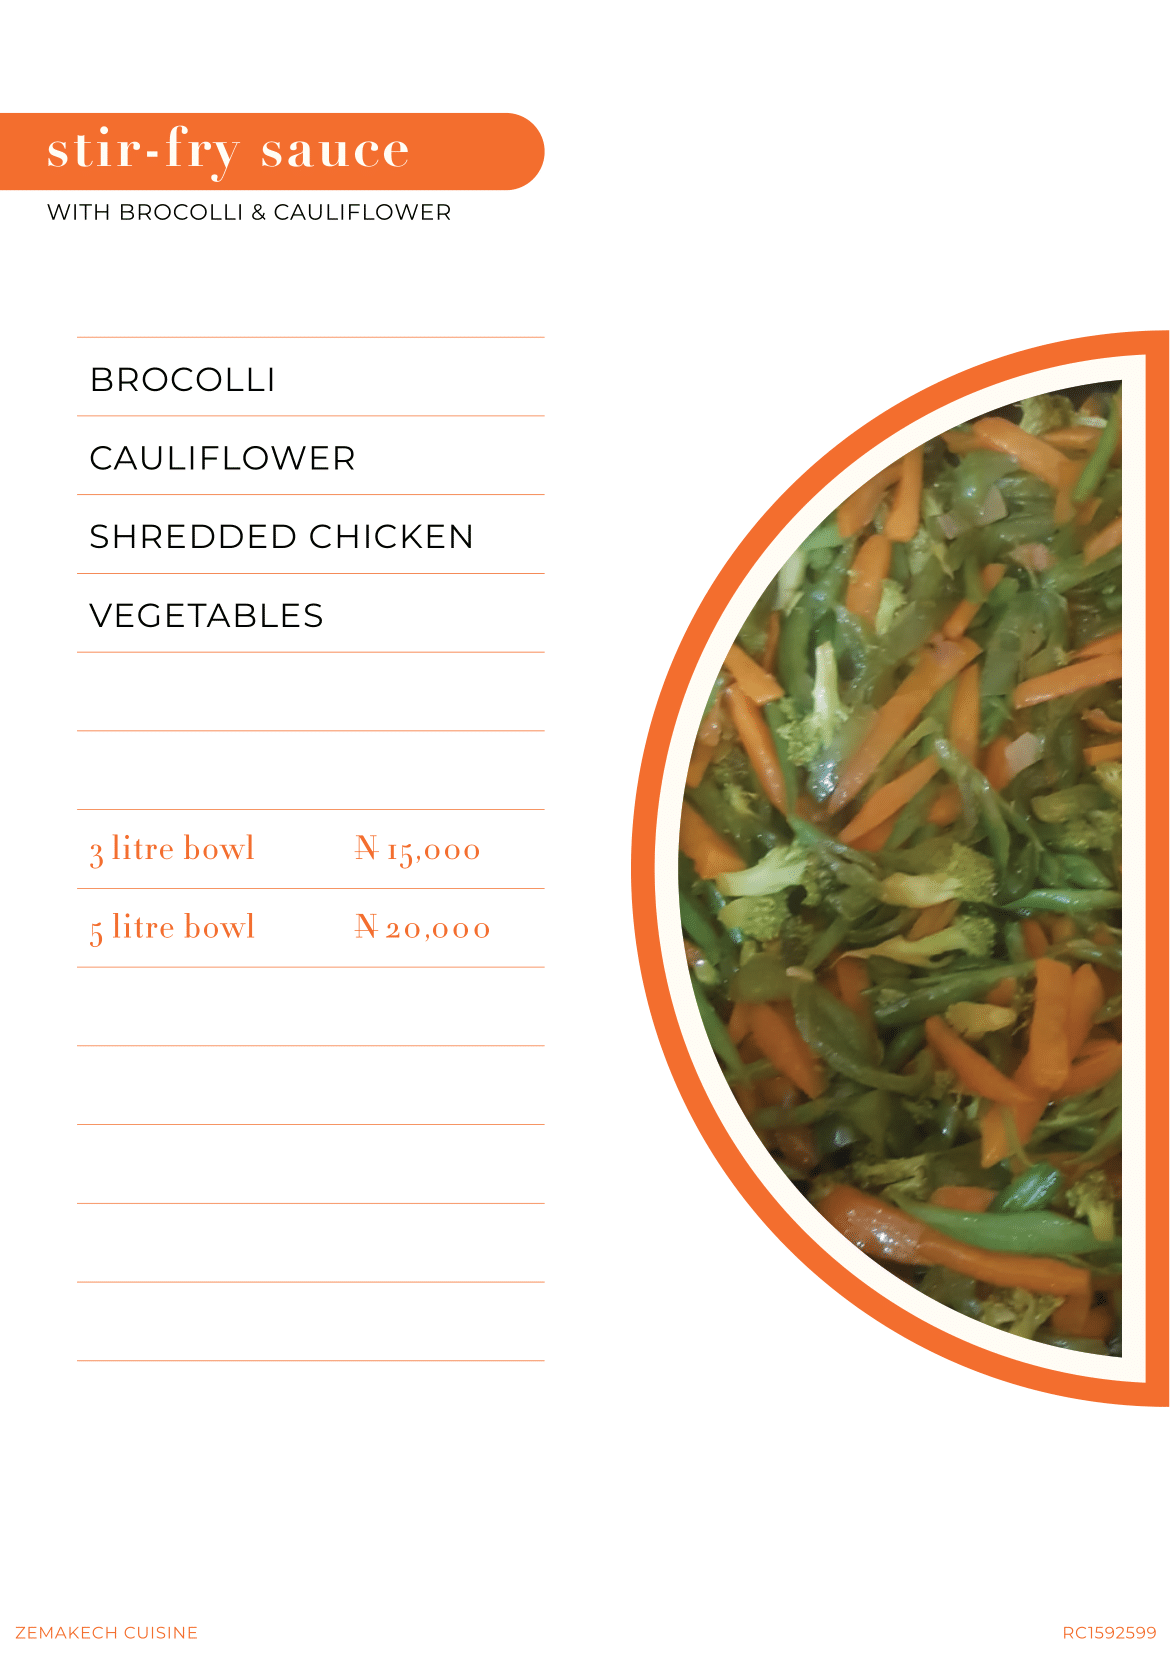 stir-fry sauce
WITH BROCOLLI & CAULIFLOWER
BROCOLLI
CAULIFLOWER
SHREDDED CHICKEN
VEGETABLES
3 litre bowl ₦ 15,000
5 litre bowl ₦ 20,000
ZEMAKECH CUISINE RC1592599